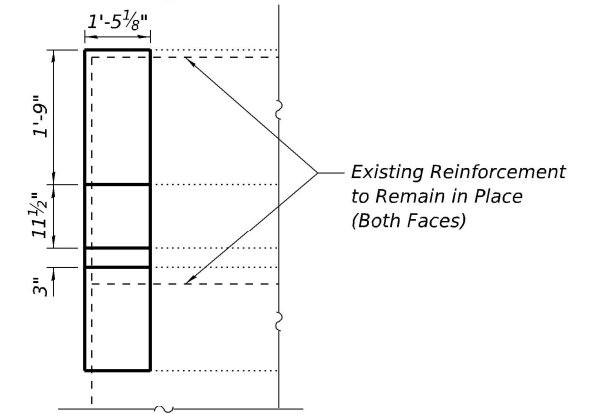 1'-5⅛"
1'-9"
Existing Reinforcement
to Remain in Place
(Both Faces)
11½"
3"